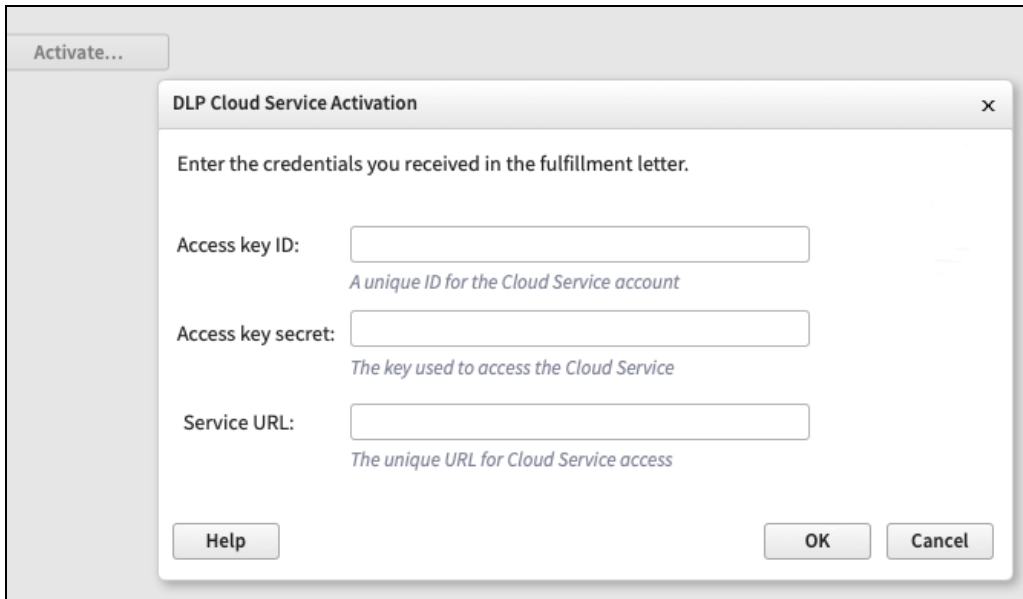 Activate...
DLP Cloud Service Activation x
Enter the credentials you received in the fulfillment letter.
Access key ID:
A unique ID for the Cloud Service account
Access key secret:
The key used to access the Cloud Service
Service URL:
The unique URL for Cloud Service access
Help OK Cancel